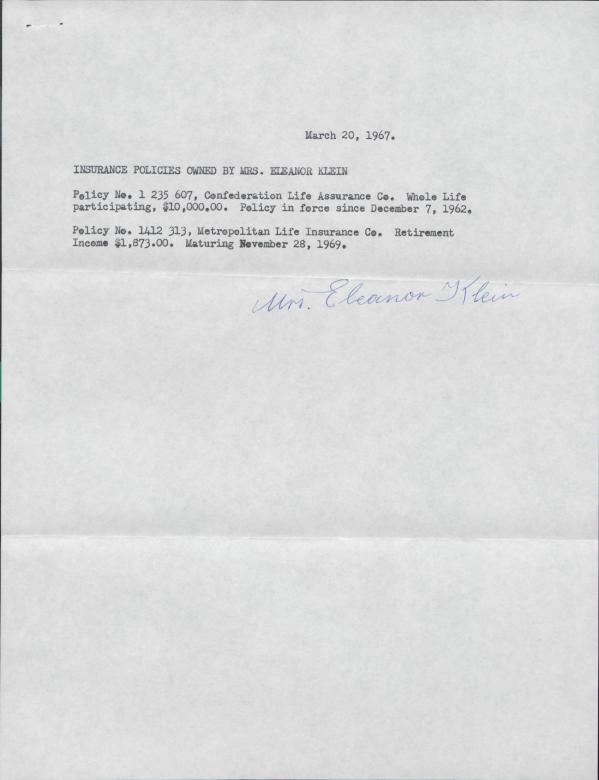 March 20, 1967.
INSURANCE POLICIES OWNED BY MRS. ELEANOR KLEIN
Policy No. 1 235 607, Confederation Life Assurance Co. Whole Life
participating, $10,000.00. Policy in force since December 7, 1962.
Policy No. 1412 313, Metropolitan Life Insurance Co. Retirement
Income $1,873.00. Maturing November 28, 1969.
Mrs. Eleanor Klein